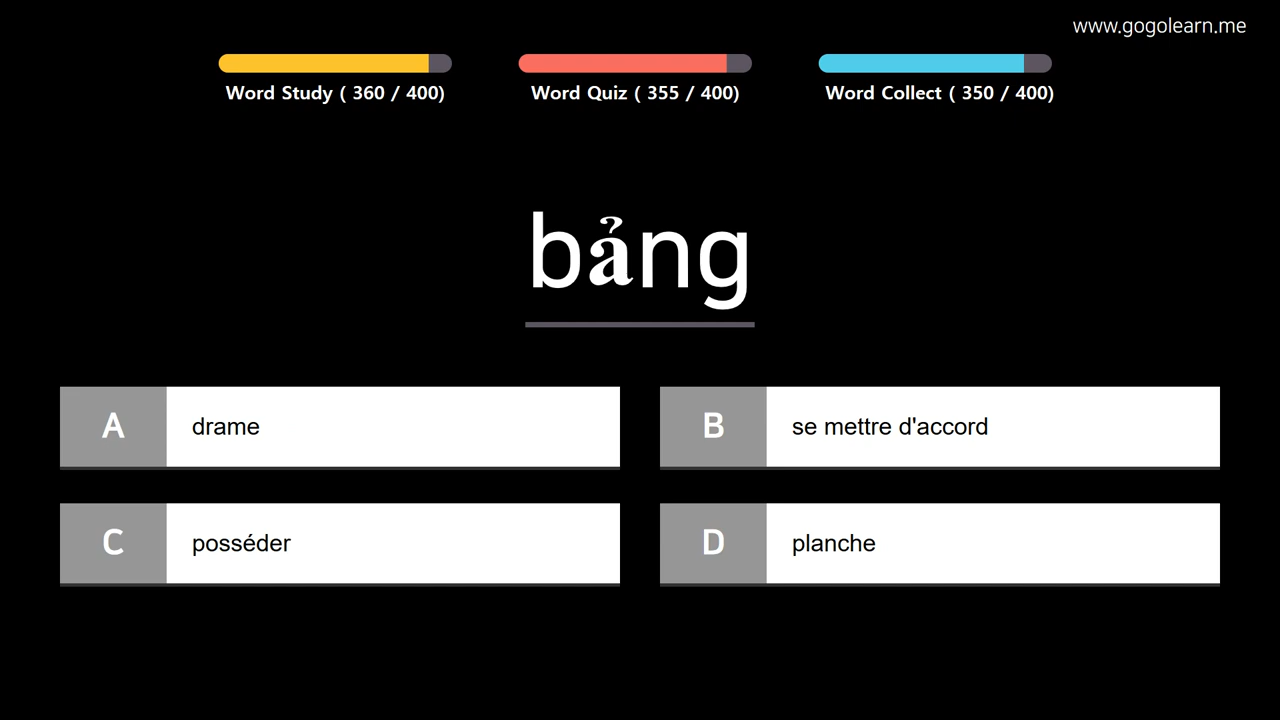 www.gogolearn.me
Word Study ( 360 / 400)
Word Quiz ( 355 / 400)
Word Collect ( 350 / 400)
bảng
A drame
B se mettre d'accord
C posséder
D planche